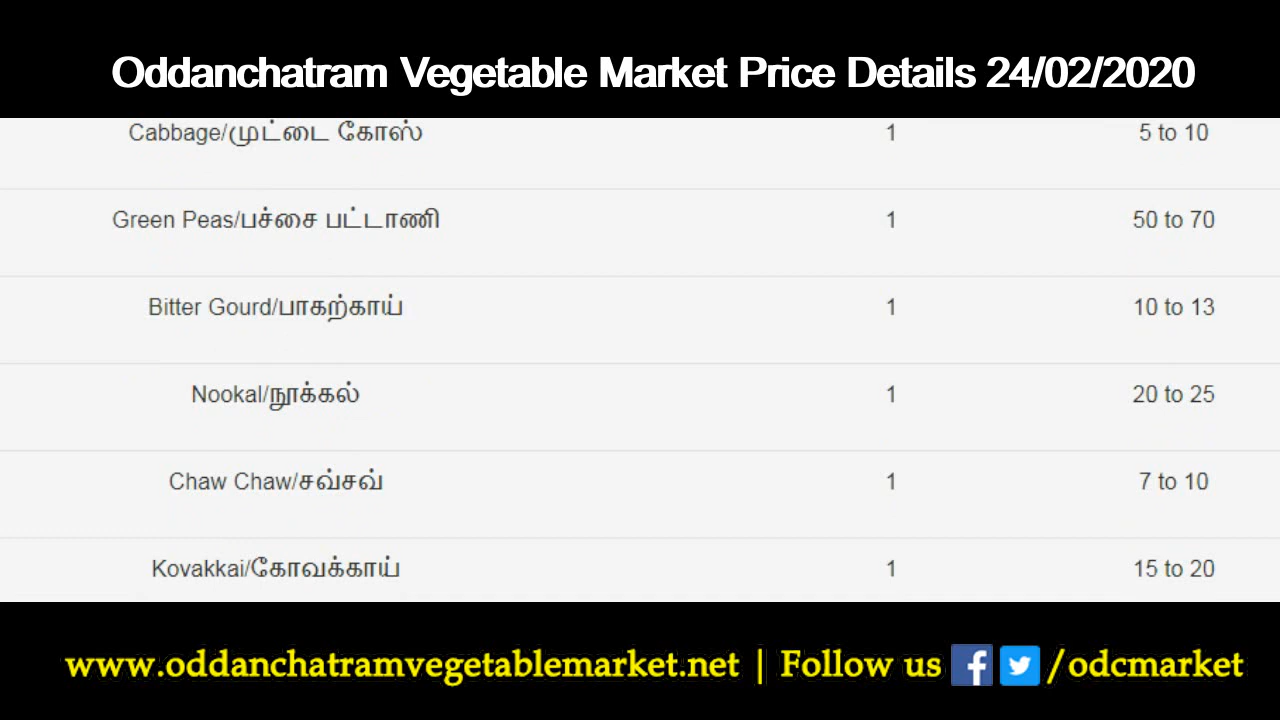 Oddanchatram Vegetable Market Price Details 24/02/2020
Cabbage/முட்டை கோஸ் 1 5 to 10
Green Peas/பச்சை பட்டாணி 1 50 to 70
Bitter Gourd/பாகற்காய் 1 10 to 13
Nookal/நூக்கல் 1 20 to 25
Chaw Chaw/சவ்சவ் 1 7 to 10
Kovakkai/கோவக்காய் 1 15 to 20
www.oddanchatramvegetablemarket.net | Follow us /odcmarket